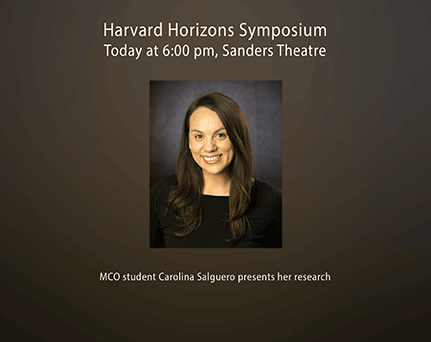 Harvard Horizons Symposium
Today at 6:00 pm, Sanders Theatre
MCO student Carolina Salguero presents her research